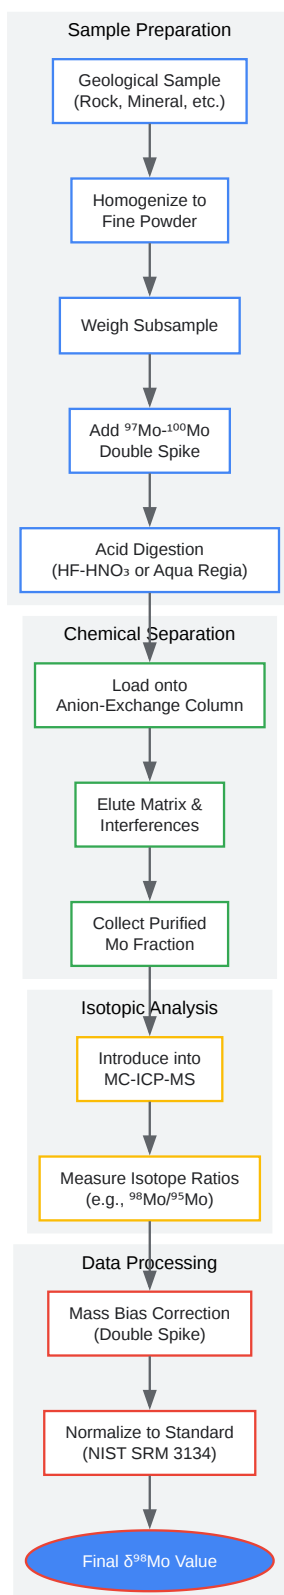 Sample Preparation
Geological Sample
(Rock, Mineral, etc.)
Homogenize to
Fine Powder
Weigh Subsample
Add ⁹⁷Mo-¹⁰⁰Mo
Double Spike
Acid Digestion
(HF-HNO₃ or Aqua Regia)
Chemical Separation
Load onto
Anion-Exchange Column
Elute Matrix &
Interferences
Collect Purified
Mo Fraction
Isotopic Analysis
Introduce into
MC-ICP-MS
Measure Isotope Ratios
(e.g., ⁹⁸Mo/⁹⁵Mo)
Data Processing
Mass Bias Correction
(Double Spike)
Normalize to Standard
(NIST SRM 3134)
Final δ⁹⁸Mo Value